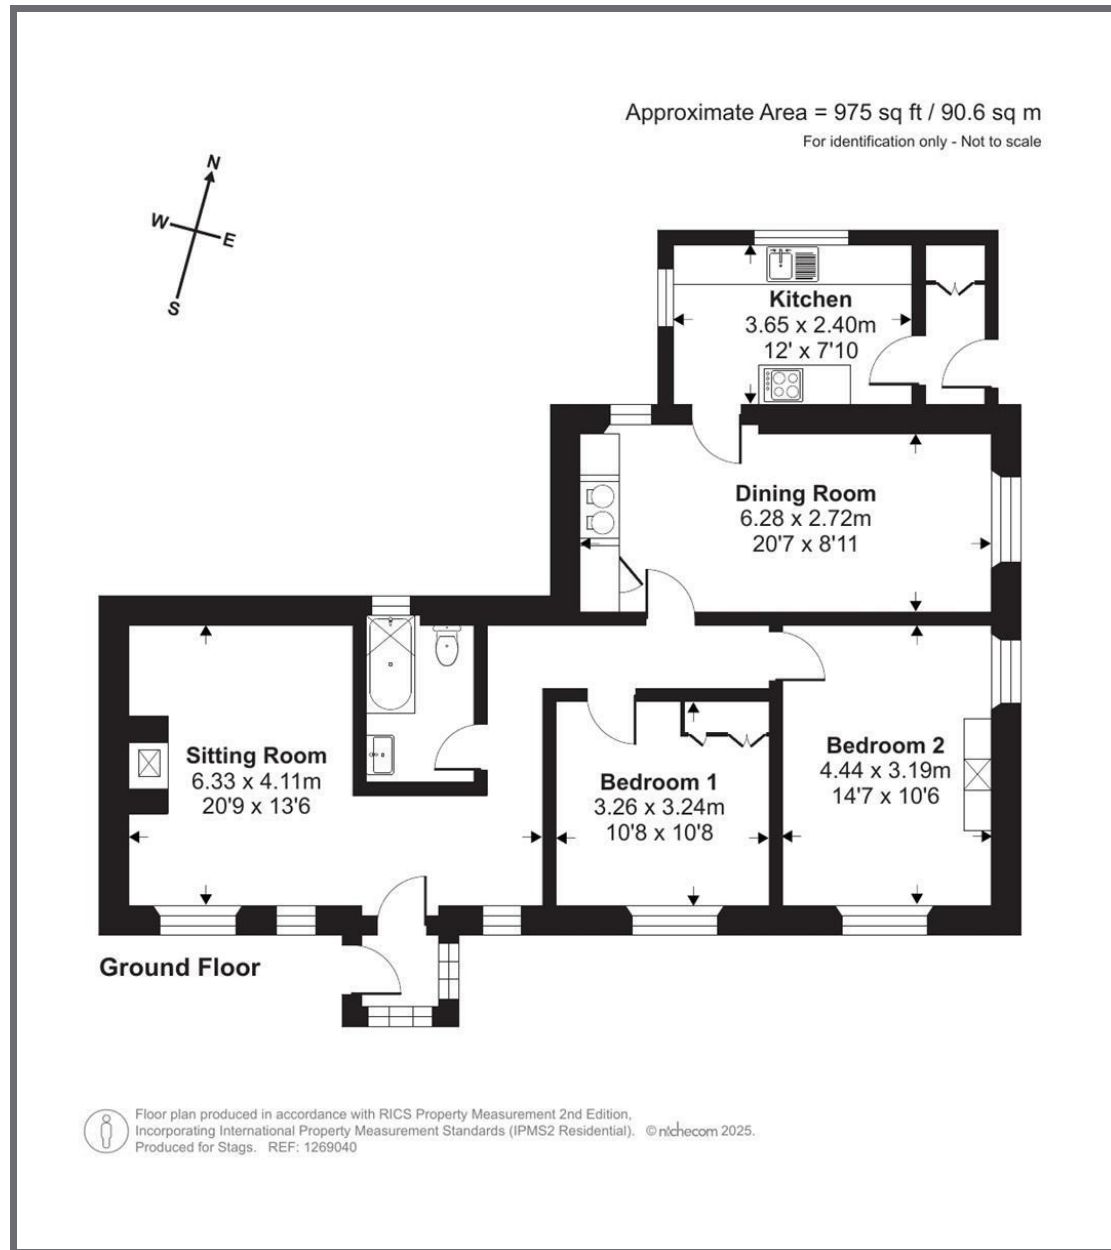 Approximate Area = 975 sq ft / 90.6 sq m
For identification only - Not to scale
N
W
E
S
Kitchen
3.65 x 2.40m
12' x 7'10
Dining Room
6.28 x 2.72m
20'7 x 8'11
Sitting Room
6.33 x 4.11m
20'9 x 13'6
Bedroom 1
3.26 x 3.24m
10'8 x 10'8
Bedroom 2
4.44 x 3.19m
14'7 x 10'6
Ground Floor
Floor plan produced in accordance with RICS Property Measurement 2nd Edition,
Incorporating International Property Measurement Standards (IPMS2 Residential). © nichecom 2025.
Produced for Stags. REF: 1269040